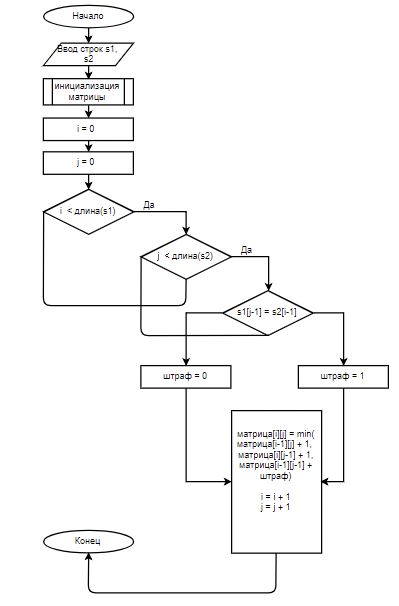 Начало
Ввод строк s1,
s2
инициализация
матрицы
i = 0
j = 0
i < длина(s1)
Да
j < длина(s2)
Да
s1[j-1] = s2[i-1]
штраф = 0
штраф = 1
матрица[i][j] = min(
матрица[i-1][j] + 1,
матрица[i][j-1] + 1,
матрица[i-1][j-1] +
штраф)
i = i + 1
j = j + 1
Конец